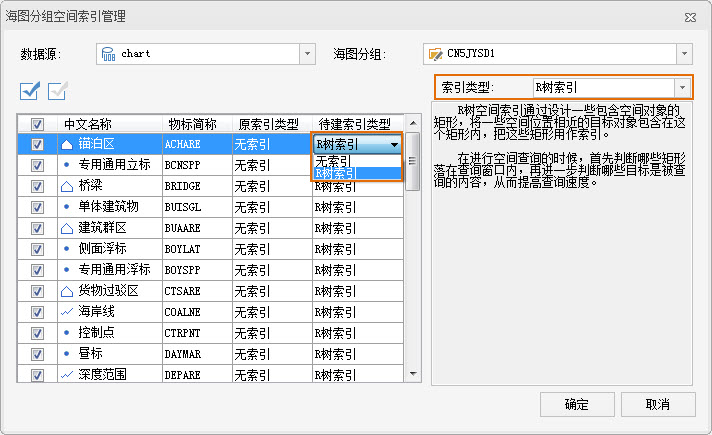 海图分组空间索引管理
数据源: chart 海图分组: CN5JYSD1
索引类型: R树索引
中文名称 物标简称 原索引类型 待建索引类型
锚泊区 ACHARE 无索引 R树索引
无索引
R树索引
专用通用立标 BCNSPP 无索引
桥梁 BRIDGE 无索引
单体建筑物 BUISGL 无索引 R树索引
建筑群区 BUAARE 无索引 R树索引
侧面浮标 BOYLAT 无索引 R树索引
专用通用浮标 BOYSPP 无索引 R树索引
货物过驳区 CTSARE 无索引 R树索引
海岸线 COALNE 无索引 R树索引
控制点 CTRPNT 无索引 R树索引
昼标 DAYMAR 无索引 R树索引
深度范围 DEPARE 无索引 R树索引
R树空间索引通过设计一些包含空间对象的
矩形，将一些空间位置相近的目标对象包含在这
个矩形内，把这些矩形用作索引。
在进行空间查询的时候，首先判断哪些矩形
落在查询窗口内，再进一步判断哪些目标是被查
询的内容，从而提高查询速度。
确定 取消